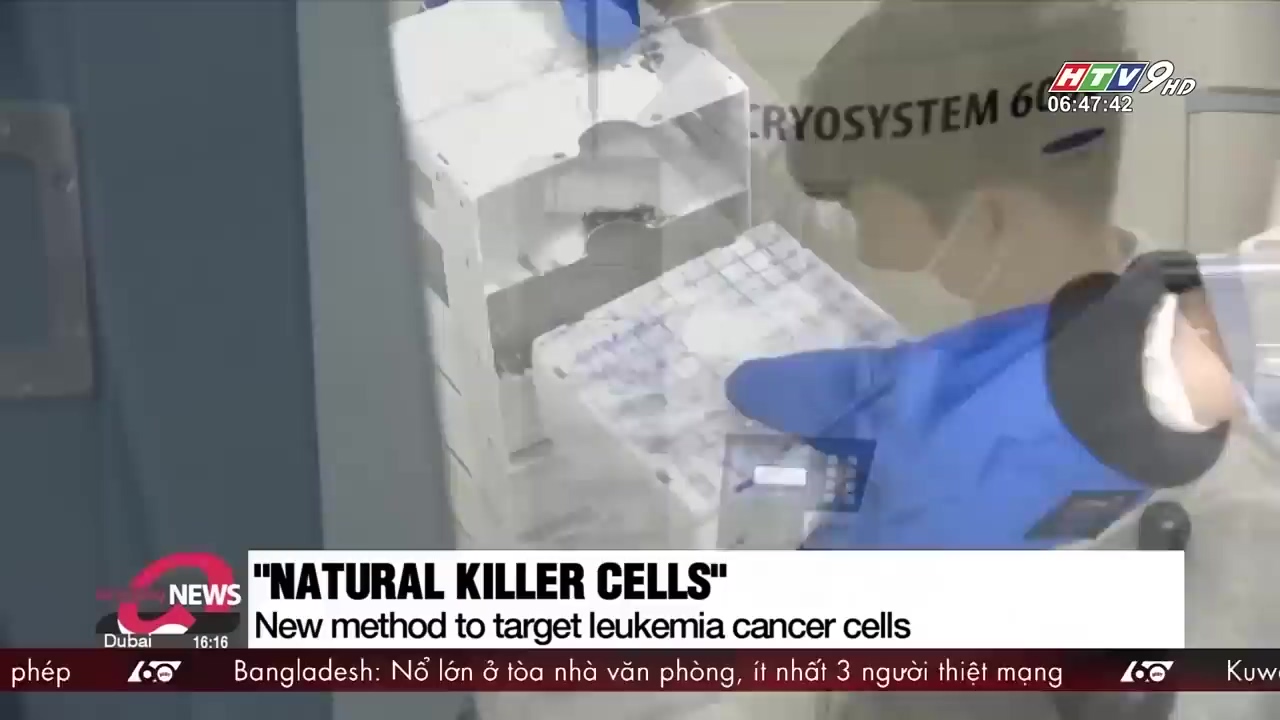 HTV9 HD
06:47:42
CRYOSYSTEM 60
NEWS
Dubai 16:16
"NATURAL KILLER CELLS"
New method to target leukemia cancer cells
phép 60 Bangladesh: Nổ lớn ở tòa nhà văn phòng, ít nhất 3 người thiệt mạng 60 Kuw